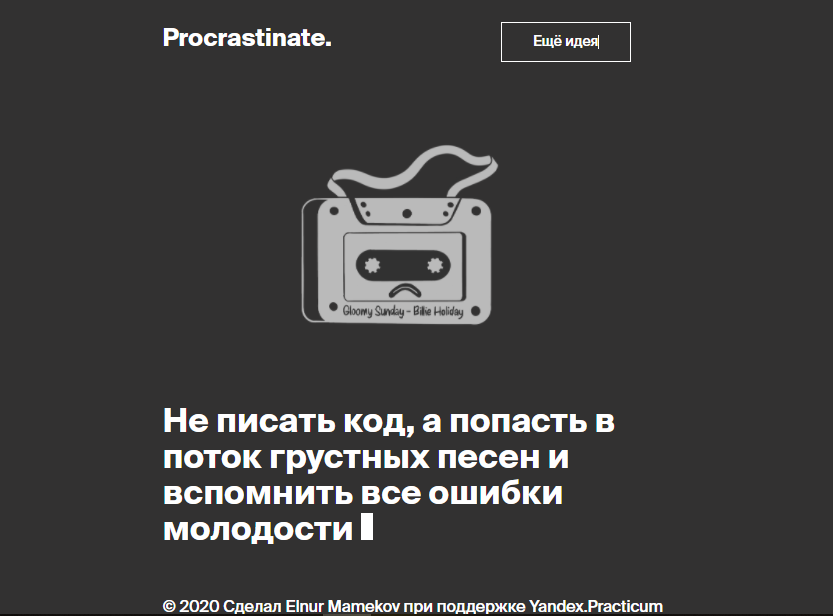 Procrastinate.
Ещё идея
Gloomy Sunday - Billie Holiday
Не писать код, а попасть в
поток грустных песен и
вспомнить все ошибки
молодости
© 2020 Сделал Elnur Mamekov при поддержке Yandex.Practicum